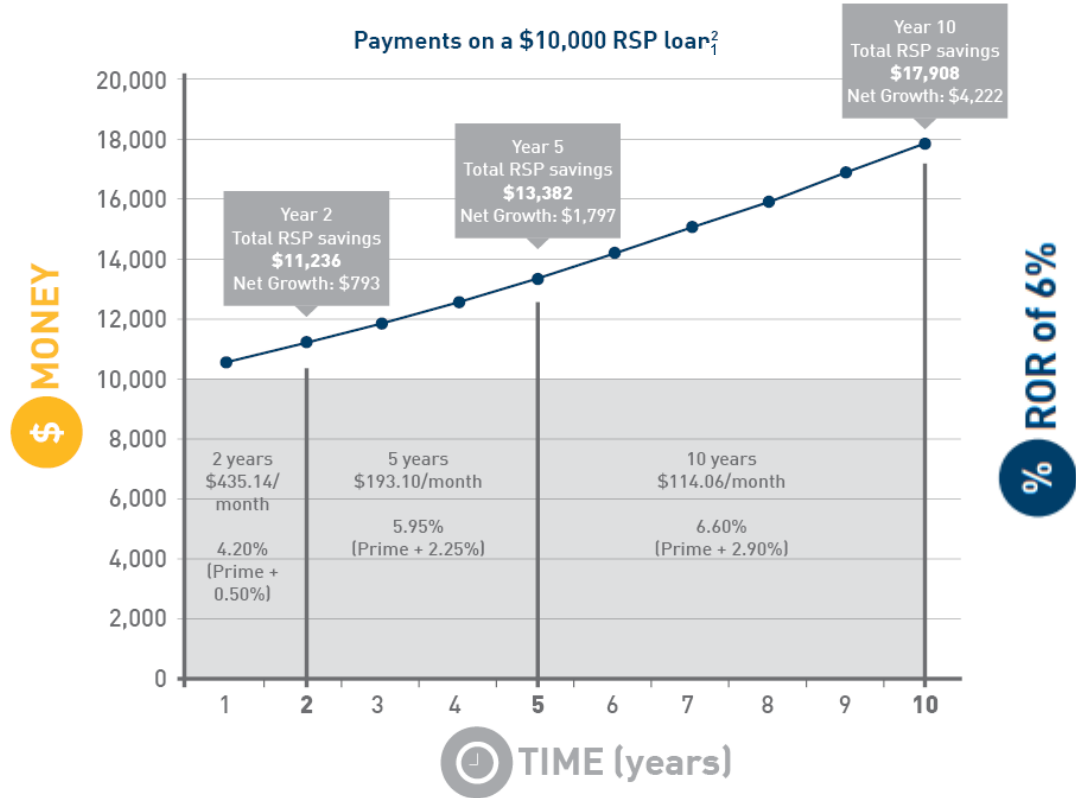 Payments on a $10,000 RSP loan²₁
Year 10
Total RSP savings
$17,908
Net Growth: $4,222
Year 5
Total RSP savings
$13,382
Net Growth: $1,797
Year 2
Total RSP savings
$11,236
Net Growth: $793
20,000
18,000
16,000
14,000
12,000
10,000
8,000
6,000
4,000
2,000
0
$ MONEY
% ROR of 6%
2 years
$435.14/
month
4.20%
(Prime +
0.50%)
5 years
$193.10/month
5.95%
(Prime + 2.25%)
10 years
$114.06/month
6.60%
(Prime + 2.90%)
1 2 3 4 5 6 7 8 9 10
TIME (years)